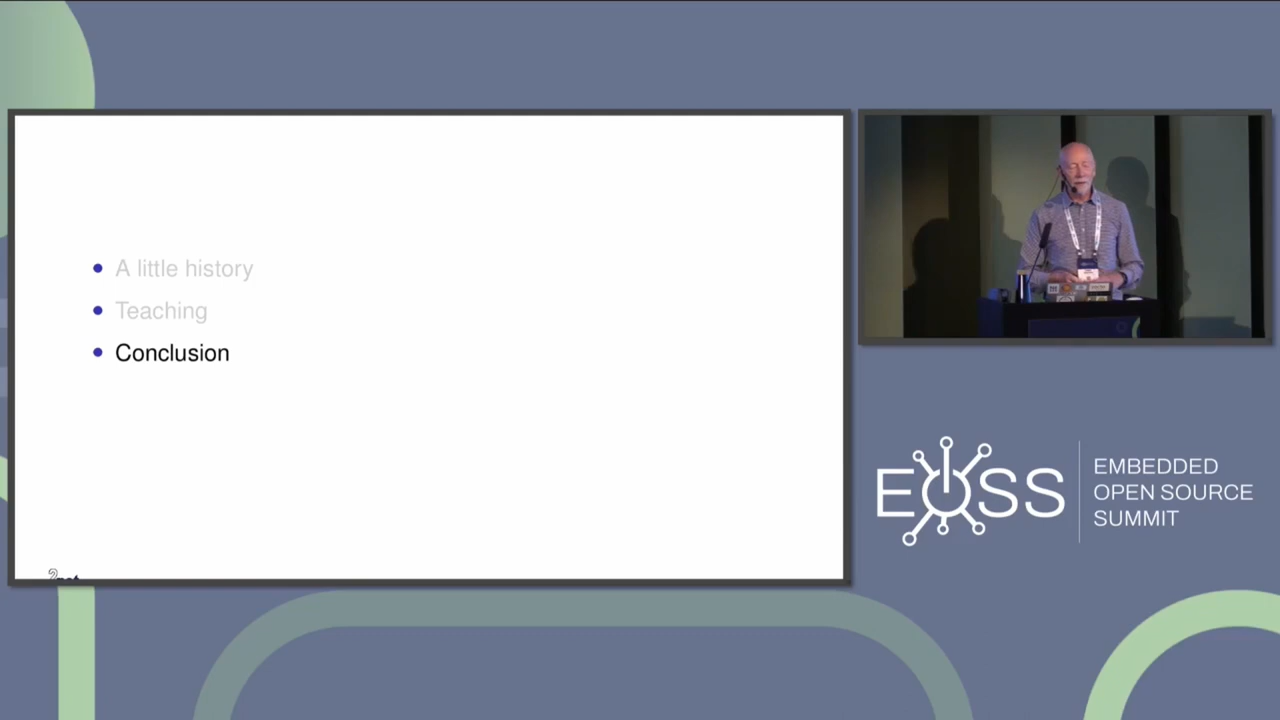 A little history
Teaching
Conclusion
EOSS
EMBEDDED
OPEN SOURCE
SUMMIT